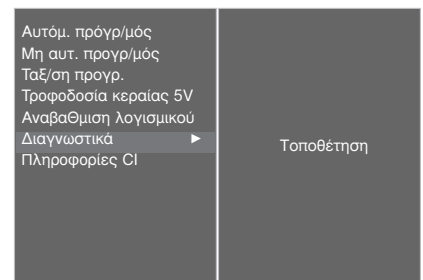 Αυτόμ. πρόγρ/μός
Μη αυτ. προγρ/μός
Ταξ/ση προγρ.
Τροφοδοσία κεραίας 5V
ΑναβαΘμιση λογισμικού
Διαγνωστικά ►
Πληροφορίες CI
Τοποθέτηση